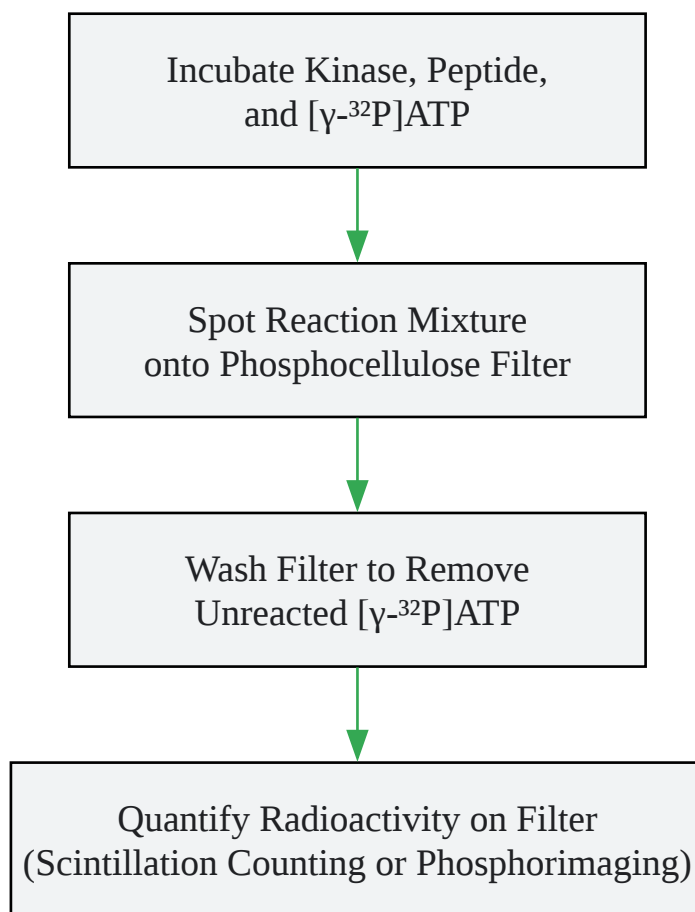 Incubate Kinase, Peptide,
and [γ-³²P]ATP
Spot Reaction Mixture
onto Phosphocellulose Filter
Wash Filter to Remove
Unreacted [γ-³²P]ATP
Quantify Radioactivity on Filter
(Scintillation Counting or Phosphorimaging)